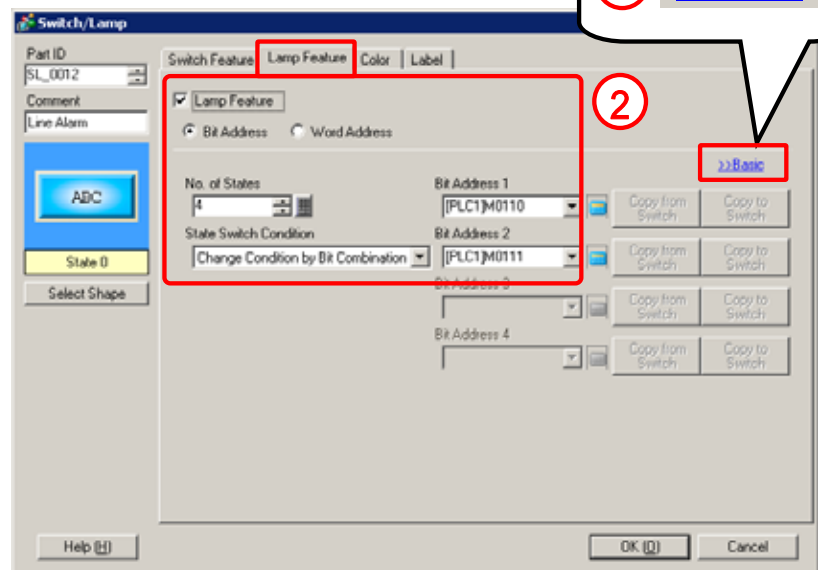 Switch/Lamp
Part ID
SL_0012
Comment
Line Alarm
ABC
State 0
Select Shape
Switch Feature
Lamp Feature
Color
Label
Lamp Feature
Bit Address
Word Address
2
>>Basic
No. of States
4
State Switch Condition
Change Condition by Bit Combination
Bit Address 1
[PLC1]M0110
Copy from Switch
Copy to Switch
Bit Address 2
[PLC1]M0111
Copy from Switch
Copy to Switch
Bit Address 3
Copy from Switch
Copy to Switch
Bit Address 4
Copy from Switch
Copy to Switch
Help (H)
OK (O)
Cancel